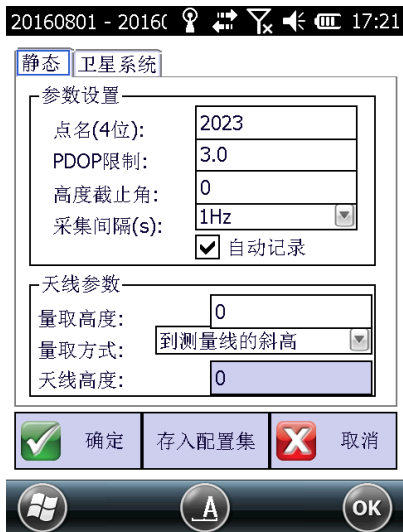 20160801 - 2016( 17:21
静态 卫星系统
参数设置
点名(4位): 2023
PDOP限制: 3.0
高度截止角: 0
采集间隔(s): 1Hz
自动记录
天线参数
量取高度: 0
量取方式: 到测量线的斜高
天线高度: 0
确定 存入配置集 取消
A OK